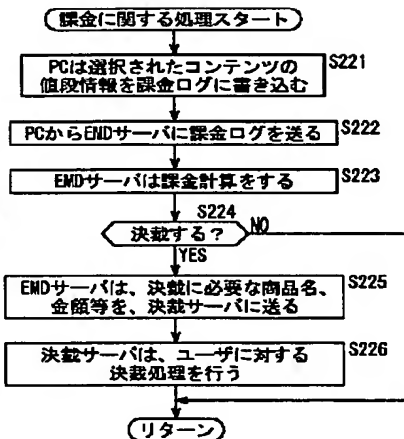 課金に関する処理スタート
PCは選択されたコンテンツの
値段情報を課金ログに書き込む
S221
PCからENDサーバに課金ログを送る
S222
EMDサーバは課金計算をする
S223
S224
決裁する?
NO
YES
EMDサーバは、決裁に必要な商品名、
金額等を、決裁サーバに送る
S225
決裁サーバは、ユーザに対する
決裁処理を行う
S226
リターン